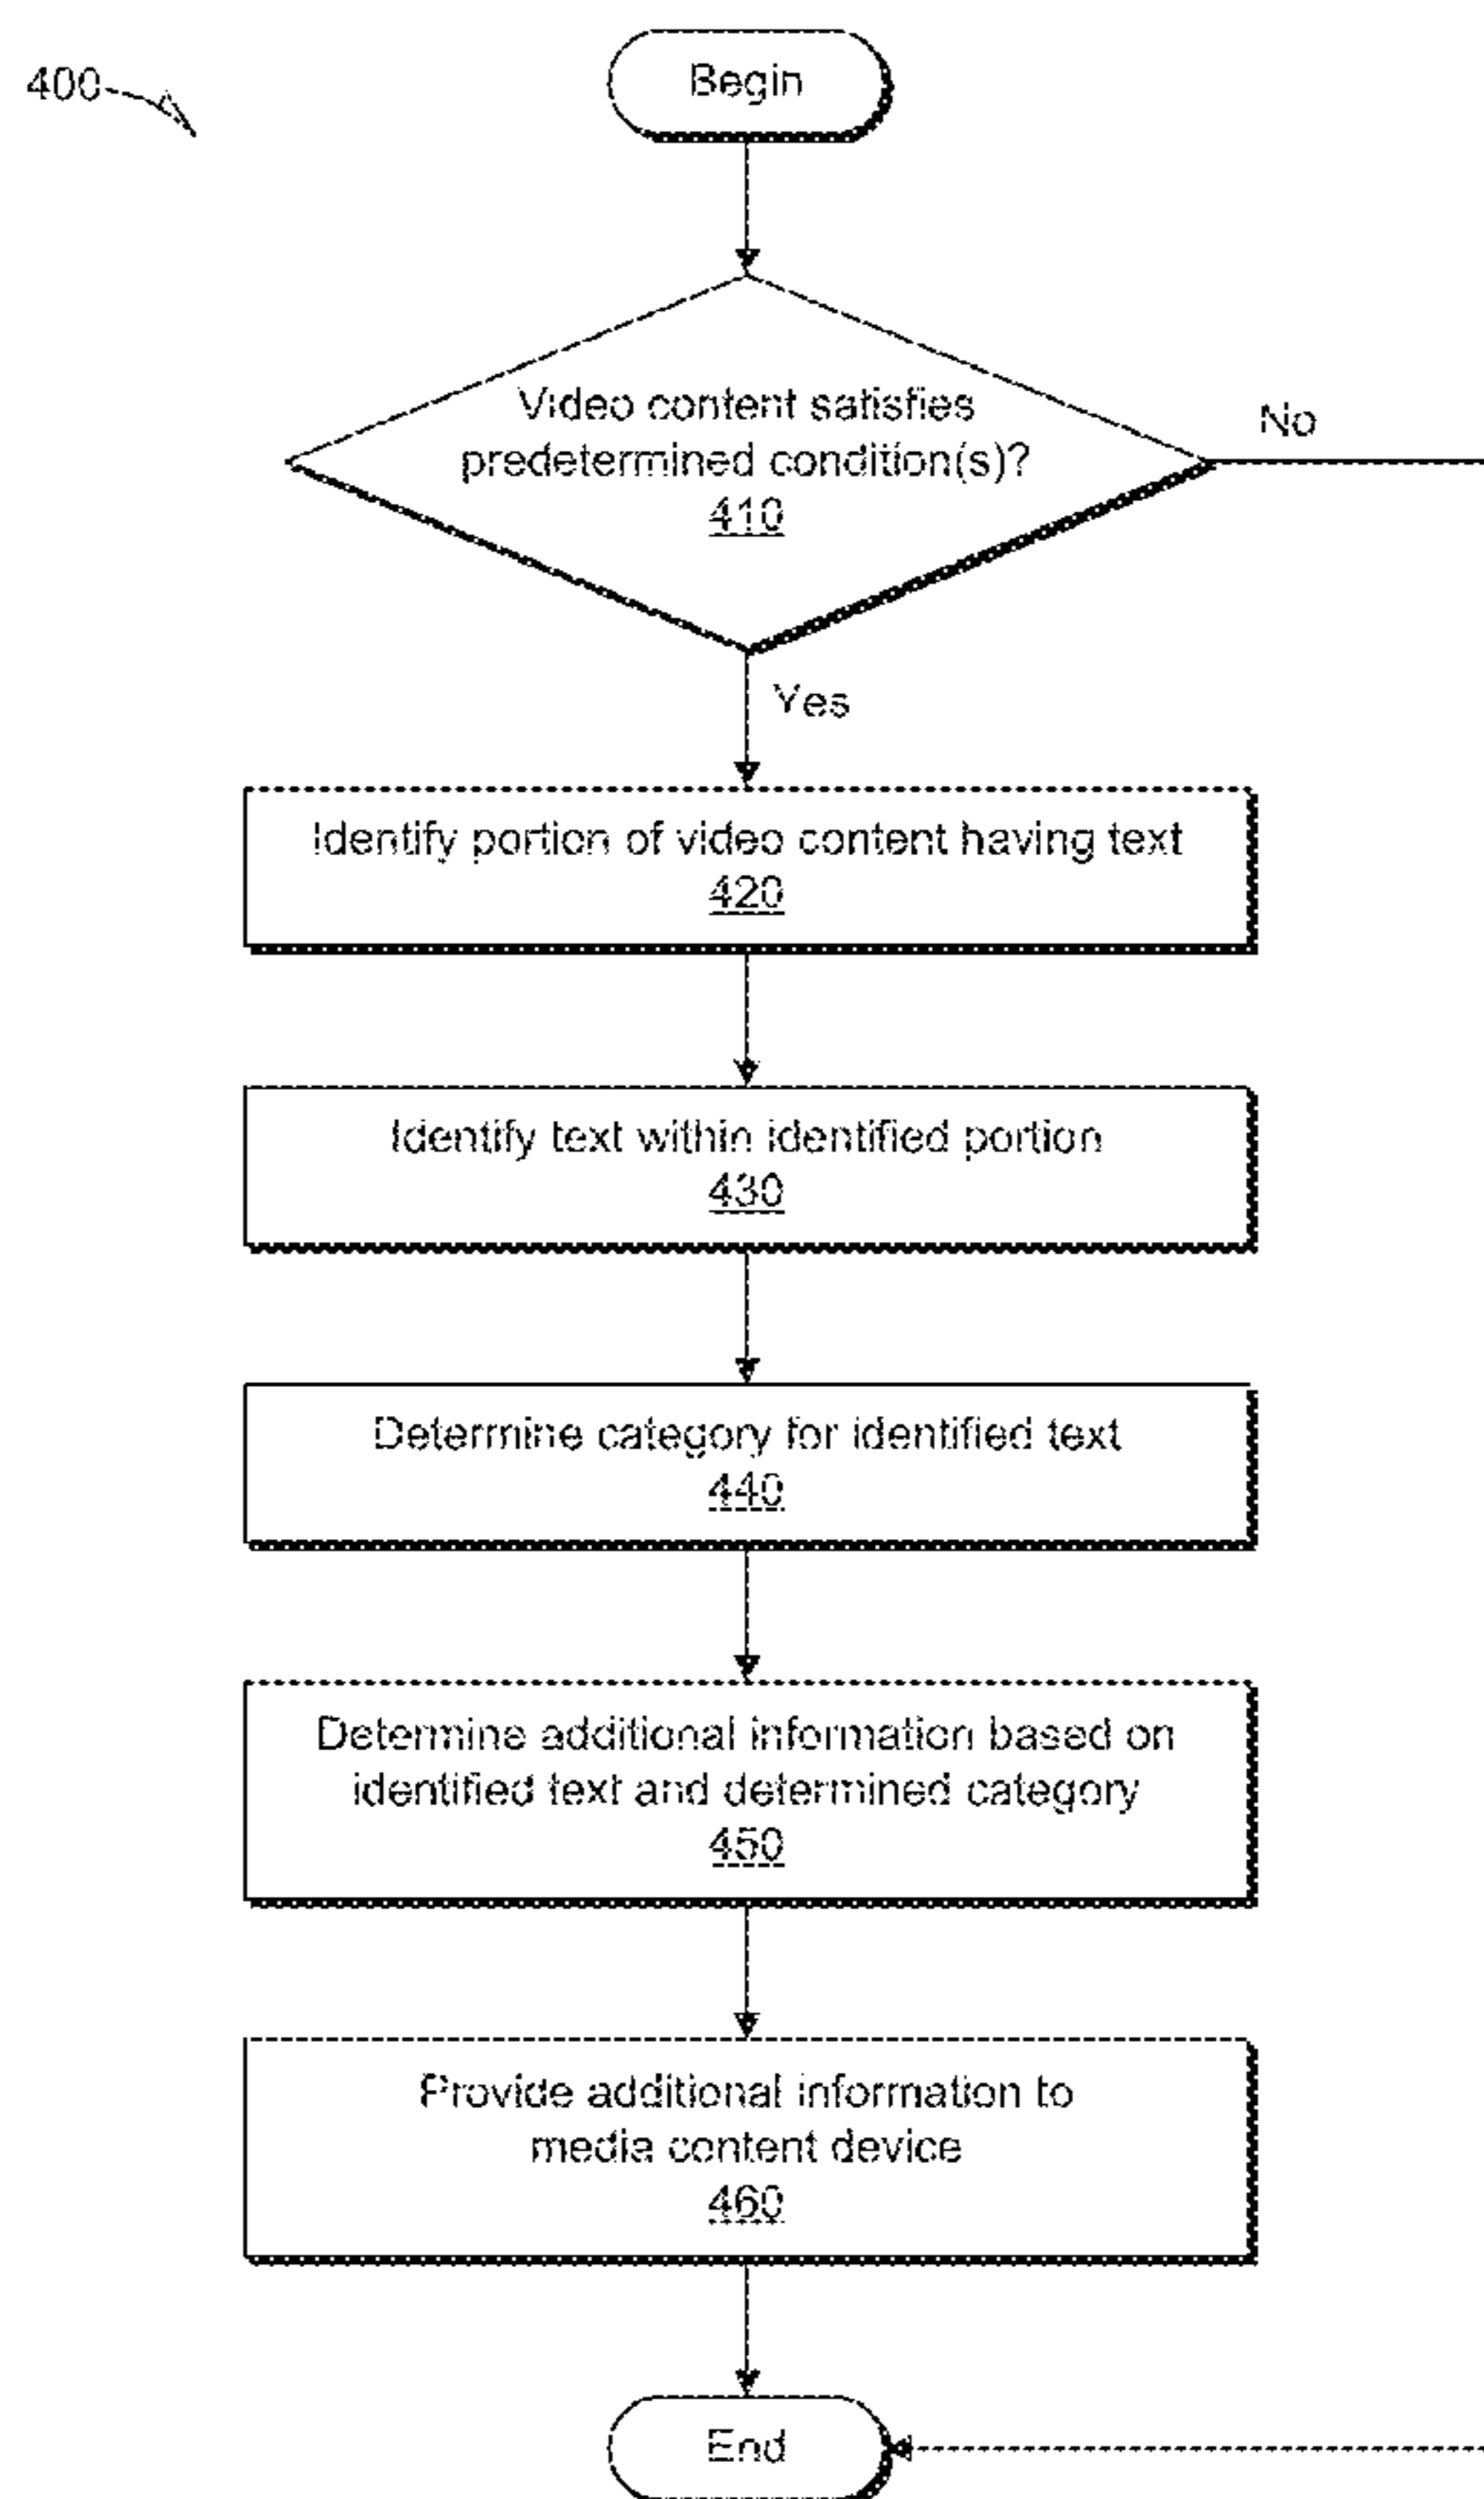 400
Begin
Video content satisfies
predetermined condition(s)?
410
No
Yes
Identify portion of video content having text
420
Identify text within identified portion
430
Determine category for identified text
440
Determine additional information based on
identified text and determined category
450
Provide additional information to
media content device
460
End